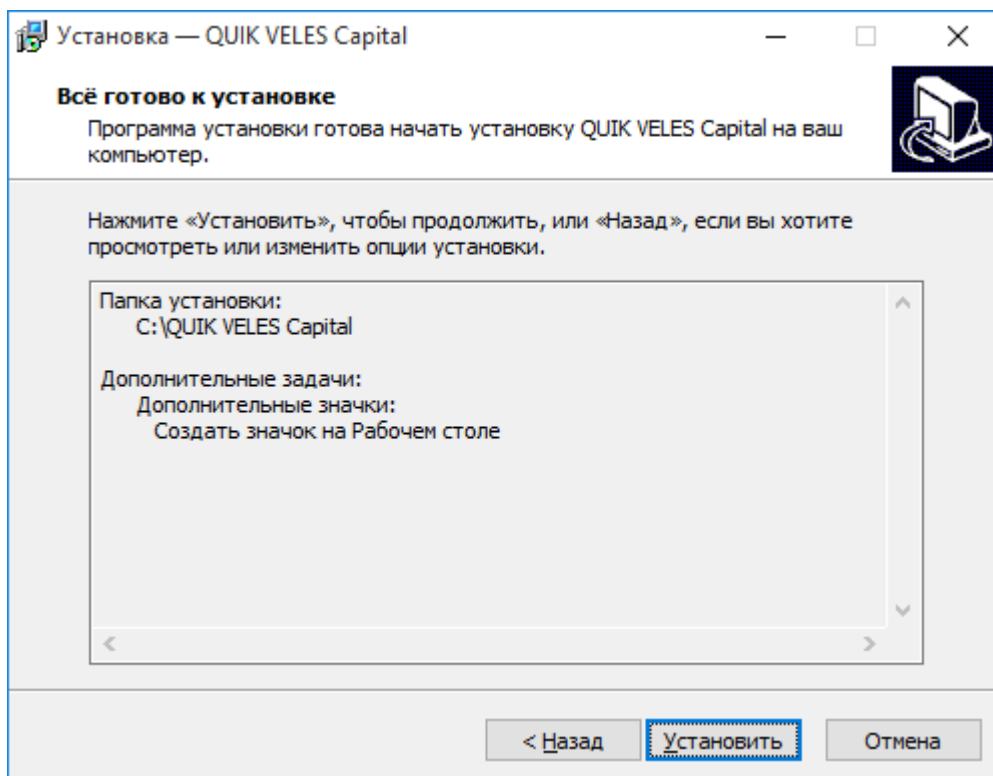 Установка — QUIK VELES Capital
Всё готово к установке
Программа установки готова начать установку QUIK VELES Capital на ваш
компьютер.
Нажмите «Установить», чтобы продолжить, или «Назад», если вы хотите
просмотреть или изменить опции установки.
Папка установки:
C:\QUIK VELES Capital
Дополнительные задачи:
Дополнительные значки:
Создать значок на Рабочем столе
< Назад
Установить
Отмена